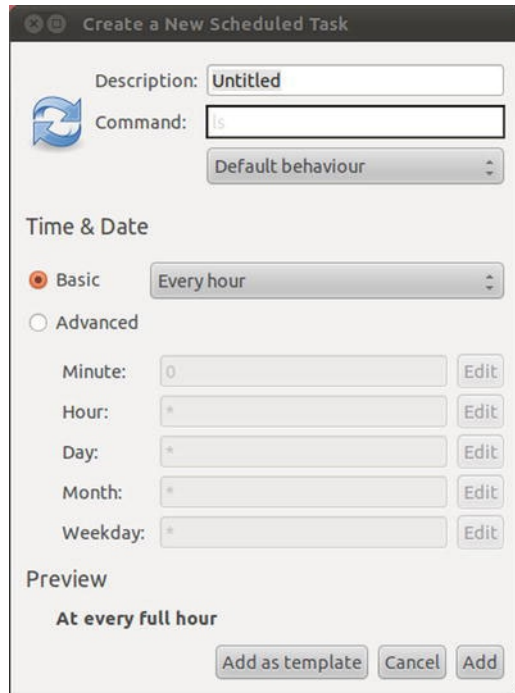 Create a New Scheduled Task
Description: Untitled
Command: ls
Default behaviour
Time & Date
Basic Every hour
Advanced
Minute: 0 Edit
Hour: * Edit
Day: * Edit
Month: * Edit
Weekday: * Edit
Preview
At every full hour
Add as template Cancel Add